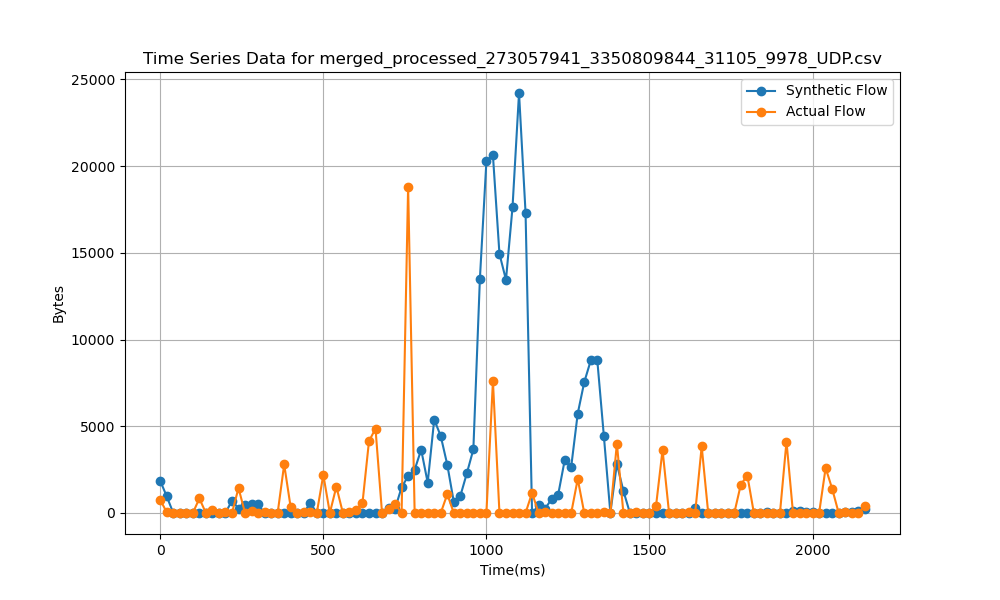 Time Series Data for merged_processed_273057941_3350809844_31105_9978_UDP.csv
Synthetic Flow
Actual Flow
Bytes
25000
20000
15000
10000
5000
0
0 500 1000 1500 2000
Time(ms)